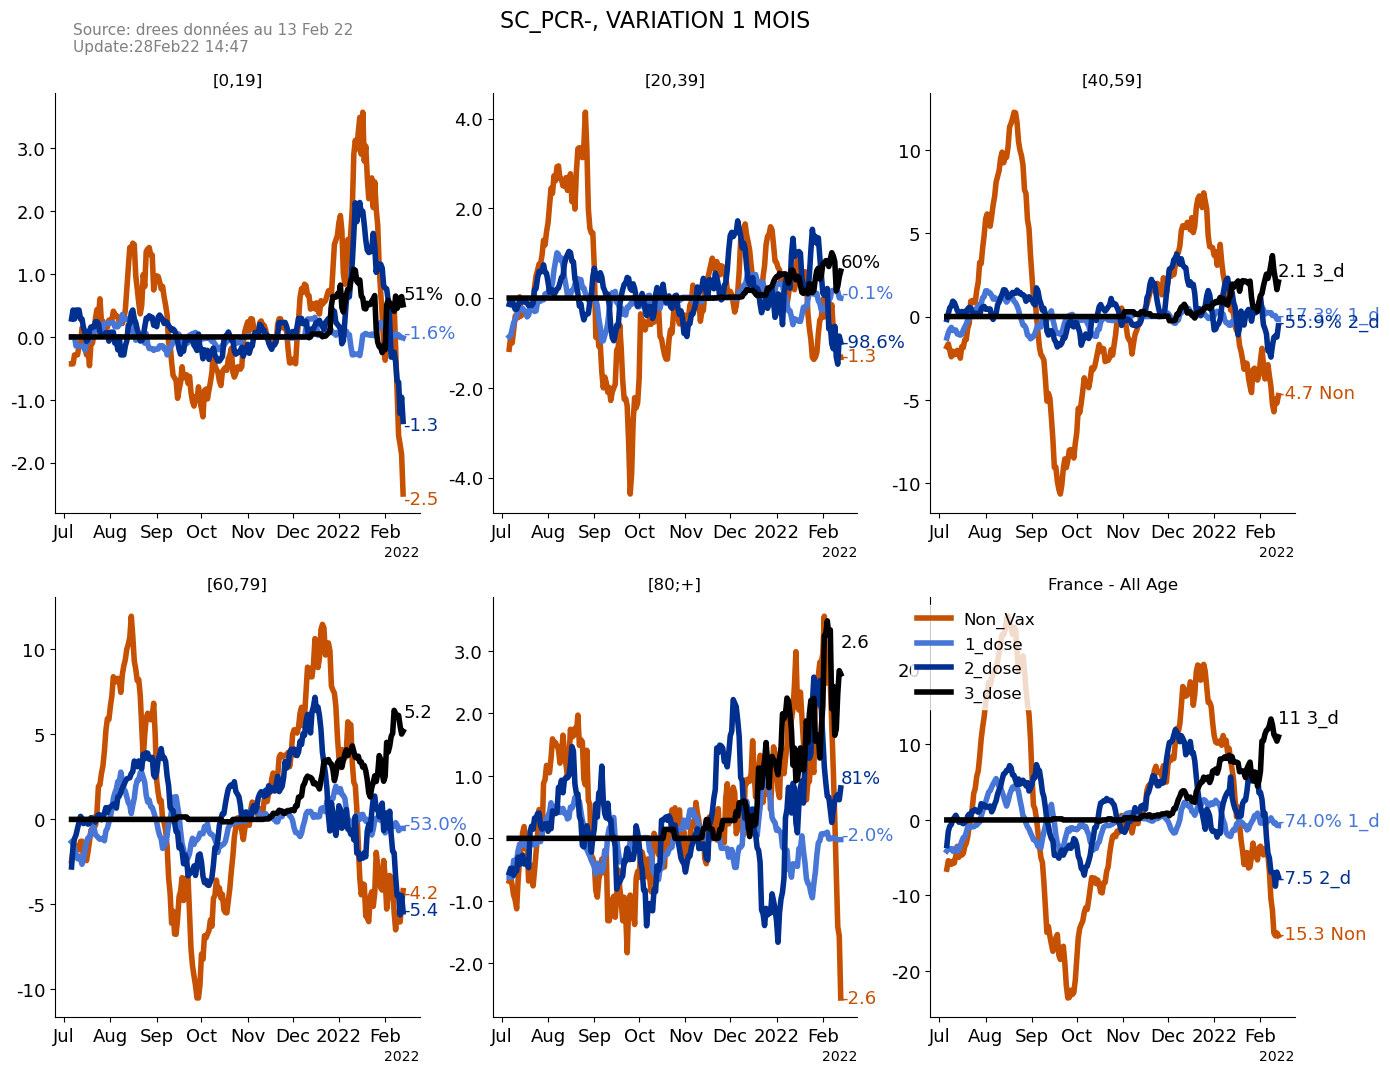 SC_PCR-, VARIATION 1 MOIS
Source: drees données au 13 Feb 22
Update:28Feb22 14:47
[0,19]
3.0
2.0
1.0
0.0
-1.0
-2.0
51%
-1.6%
-1.3
-2.5
Jul Aug Sep Oct Nov Dec 2022 Feb
2022
[20,39]
4.0
2.0
0.0
-2.0
-4.0
60%
-0.1%
-98.6%
-1.3
Jul Aug Sep Oct Nov Dec 2022 Feb
2022
[40,59]
10
5
0
-5
-10
2.1 3_d
-17.3% 1_d
-55.9% 2_d
-4.7 Non
Jul Aug Sep Oct Nov Dec 2022 Feb
2022
[60,79]
10
5
0
-5
-10
5.2
-53.0%
-4.2
-5.4
Jul Aug Sep Oct Nov Dec 2022 Feb
2022
[80;+]
3.0
2.0
1.0
0.0
-1.0
-2.0
2.6
81%
-2.0%
-2.6
Jul Aug Sep Oct Nov Dec 2022 Feb
2022
France - All Age
Non_Vax
1_dose
2_dose
3_dose
20
10
0
-10
-20
11 3_d
-74.0% 1_d
-7.5 2_d
-15.3 Non
Jul Aug Sep Oct Nov Dec 2022 Feb
2022